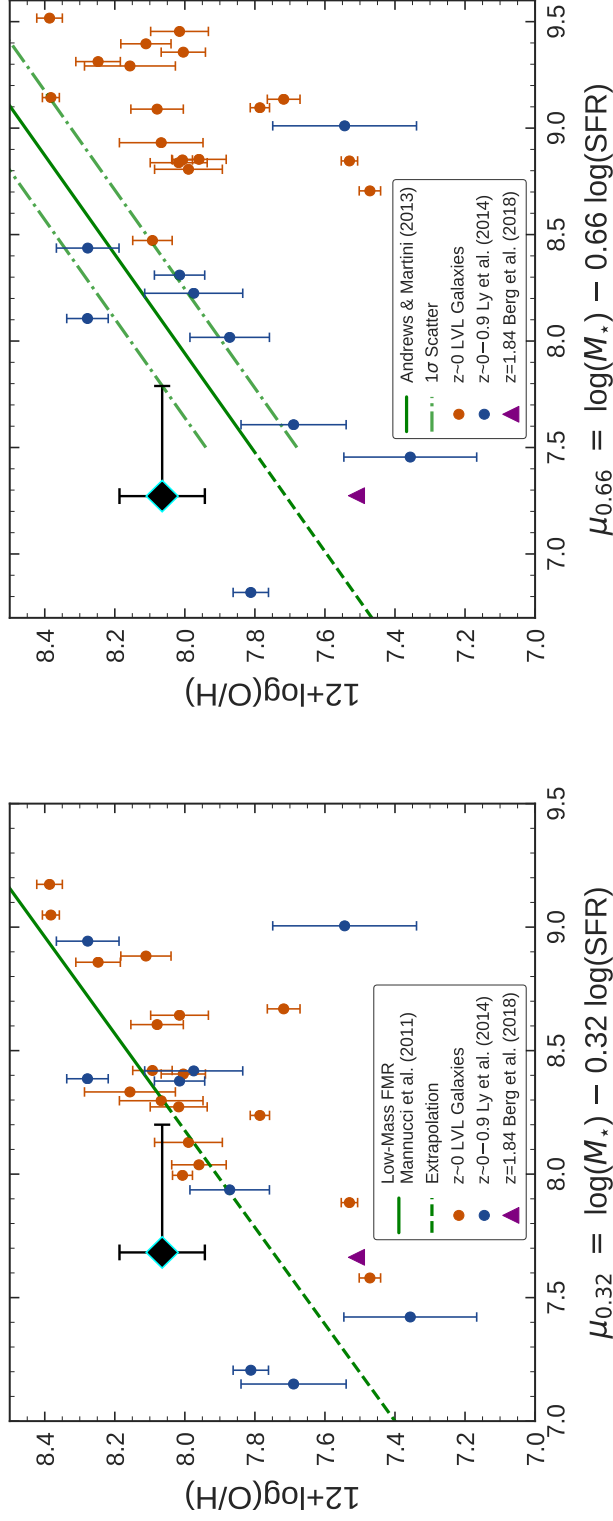 8.4
8.2
8.0
7.8
7.6
7.4
7.2
7.0
12+log(O/H)
7.0
7.5
8.0
8.5
9.0
9.5
μ0.32 = log(M⋆) − 0.32 log(SFR)
Low-Mass FMR
Mannucci et al. (2011)
Extrapolation
z~0 LVL Galaxies
z~0−0.9 Ly et al. (2014)
z=1.84 Berg et al. (2018)
8.4
8.2
8.0
7.8
7.6
7.4
7.2
7.0
12+log(O/H)
7.0
7.5
8.0
8.5
9.0
9.5
μ0.66 = log(M⋆) − 0.66 log(SFR)
Andrews & Martini (2013)
1σ Scatter
z~0 LVL Galaxies
z~0−0.9 Ly et al. (2014)
z=1.84 Berg et al. (2018)